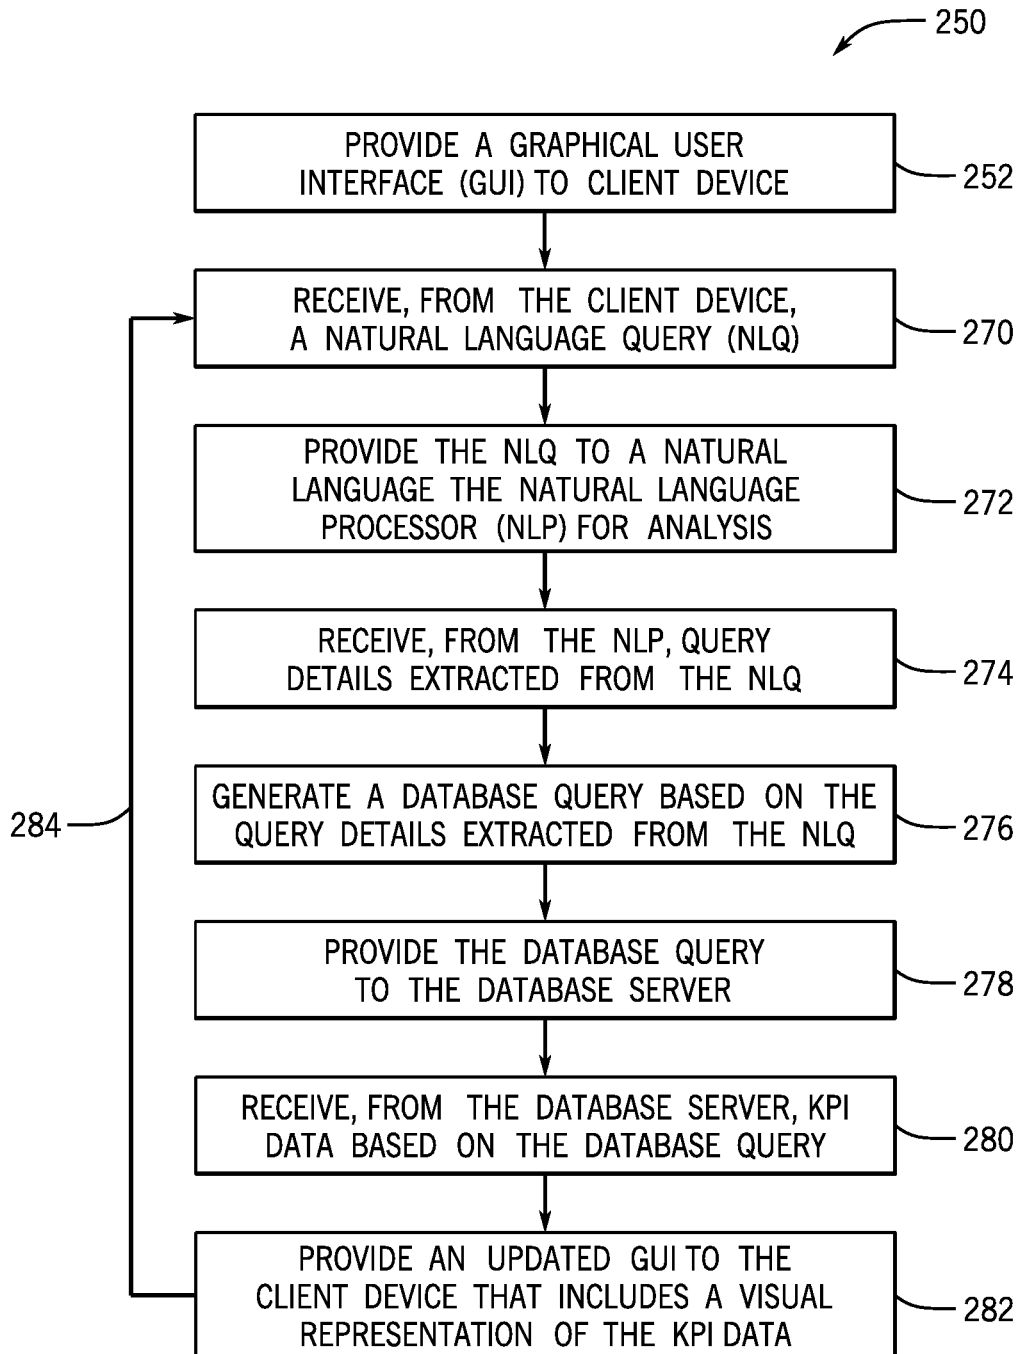 250
PROVIDE A GRAPHICAL USER
INTERFACE (GUI) TO CLIENT DEVICE
252
RECEIVE, FROM THE CLIENT DEVICE,
A NATURAL LANGUAGE QUERY (NLQ)
270
PROVIDE THE NLQ TO A NATURAL
LANGUAGE THE NATURAL LANGUAGE
PROCESSOR (NLP) FOR ANALYSIS
272
RECEIVE, FROM THE NLP, QUERY
DETAILS EXTRACTED FROM THE NLQ
274
GENERATE A DATABASE QUERY BASED ON THE
QUERY DETAILS EXTRACTED FROM THE NLQ
276
284
PROVIDE THE DATABASE QUERY
TO THE DATABASE SERVER
278
RECEIVE, FROM THE DATABASE SERVER, KPI
DATA BASED ON THE DATABASE QUERY
280
PROVIDE AN UPDATED GUI TO THE
CLIENT DEVICE THAT INCLUDES A VISUAL
REPRESENTATION OF THE KPI DATA
282